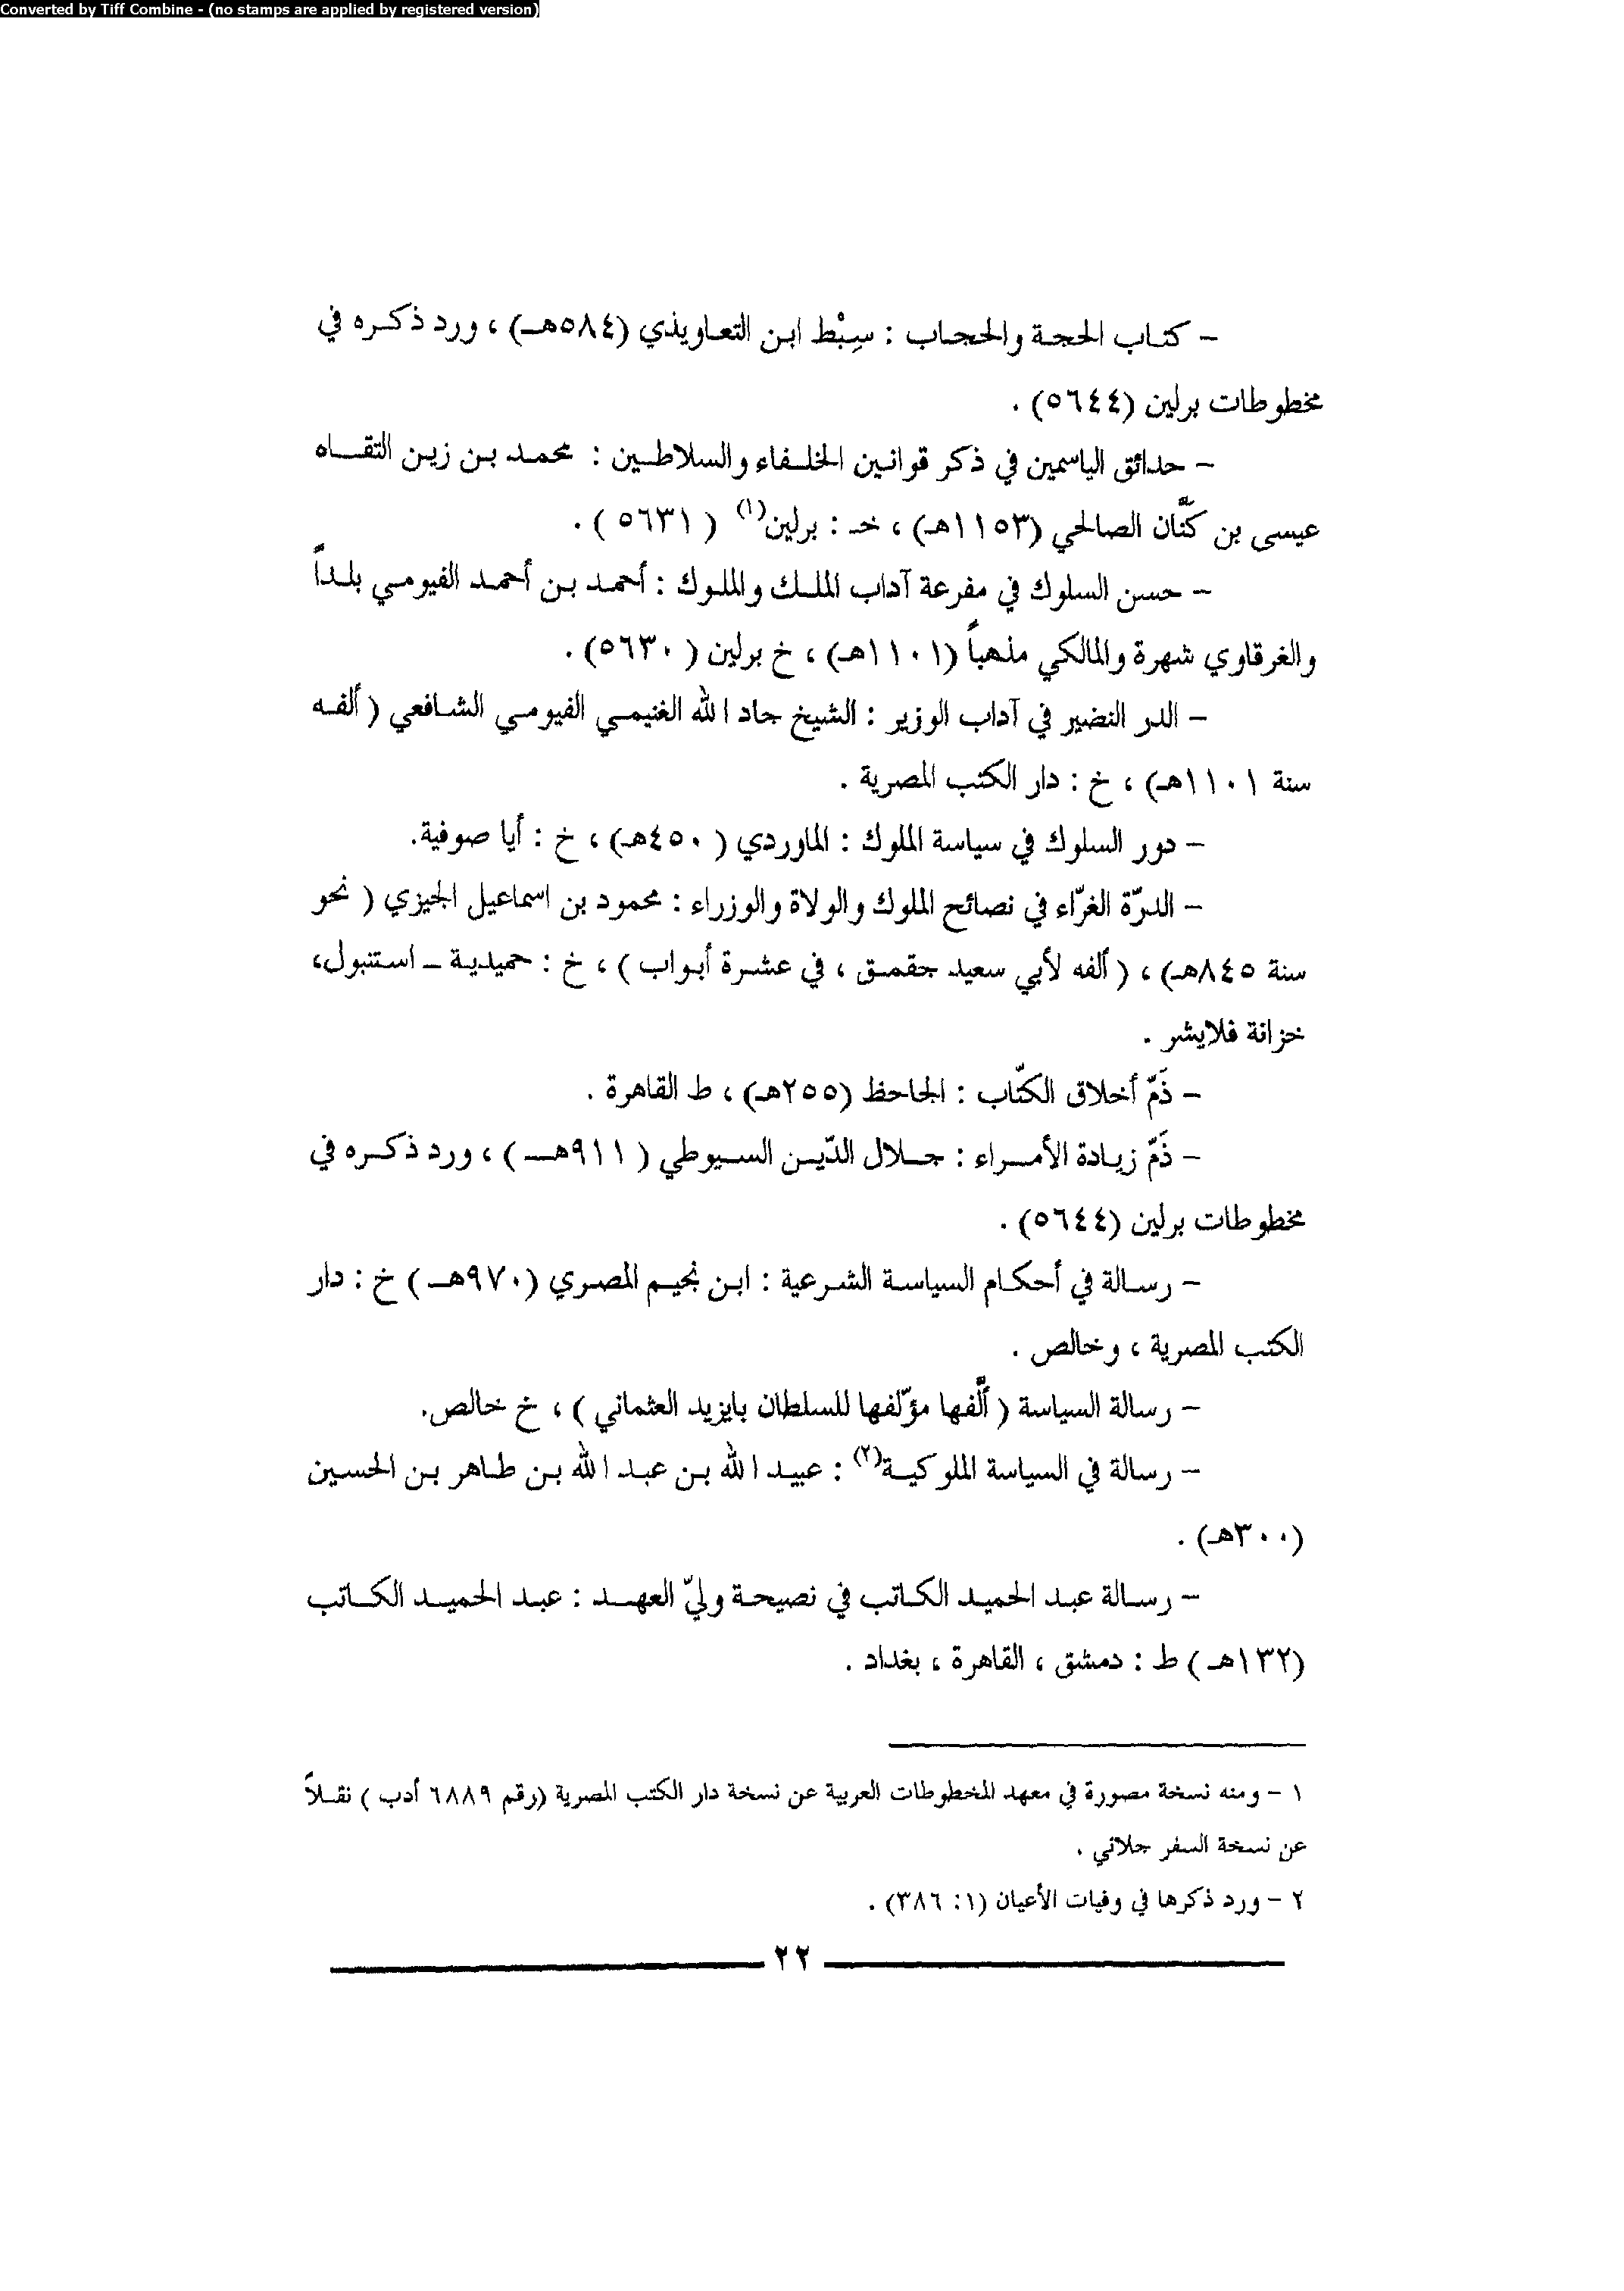 Converted by Tiff Combine - (no stamps are applied by registered version)
– كتاب الحجة والحجاب : سِبْط ابن التعاويذي (٥٨٤هـ) ، ورد ذكره في
مخطوطات برلين (٥٦٤٤) .
– حدائق الياسمين في ذكر قوانين الخلفاء والسلاطين : محمد بن زين التقاه
عيسى بن كنَّان الصالحي (١١٥٣هـ) ، خـ : برلين(١) ( ٥٦٣١ ) .
– حسن السلوك في مفرعة آداب الملك والملوك : أحمد بن أحمد الفيومي بلداً
والغرقاوي شهرة والمالكي مذهباً (١١٠١هـ) ، خ برلين ( ٥٦٣٠) .
– الدر النضير في آداب الوزير : الشيخ جاد الله الغنيمي الفيومي الشافعي ( ألفه
سنة ١١٠١هـ) ، خ : دار الكتب المصرية .
– دور السلوك في سياسة الملوك : الماوردي ( ٤٥٠هـ) ، خ : أيا صوفية.
– الدرّة الغرّاء في نصائح الملوك والولاة والوزراء : محمود بن اسماعيل الجيزي ( نحو
سنة ٨٤٥هـ) ، ( ألفه لأبي سعيد جقمق ، في عشرة أبواب ) ، خ : حميدية – استنبول،
خزانة فلايشر .
– ذَمّ أخلاق الكتّاب : الجاحظ (٢٥٥هـ) ، ط القاهرة .
– ذَمّ زيادة الأمراء : جلال الدّين السيوطي ( ٩١١هـ ) ، ورد ذكره في
مخطوطات برلين (٥٦٤٤) .
– رسالة في أحكام السياسة الشرعية : ابن نجيم المصري (٩٧٠هـ ) خ : دار
الكتب المصرية ، وخالص .
– رسالة السياسة ( ألَّفها مؤلّفها للسلطان بايزيد العثماني ) ، خ خالص.
– رسالة في السياسة الملوكية(٢) : عبيد الله بن عبد الله بن طاهر بن الحسين
(٣٠٠هـ) .
– رسالة عبد الحميد الكاتب في نصيحة وليّ العهد : عبد الحميد الكاتب
(١٣٢هـ ) ط : دمشق ، القاهرة ، بغداد .
١ – ومنه نسخة مصورة في معهد المخطوطات العربية عن نسخة دار الكتب المصرية (رقم ٦٨٨٩ أدب ) نقلاً
عن نسخة السفر جلاني .
٢ – ورد ذكرها في وفيات الأعيان (١: ٣٨٦) .
٢٢